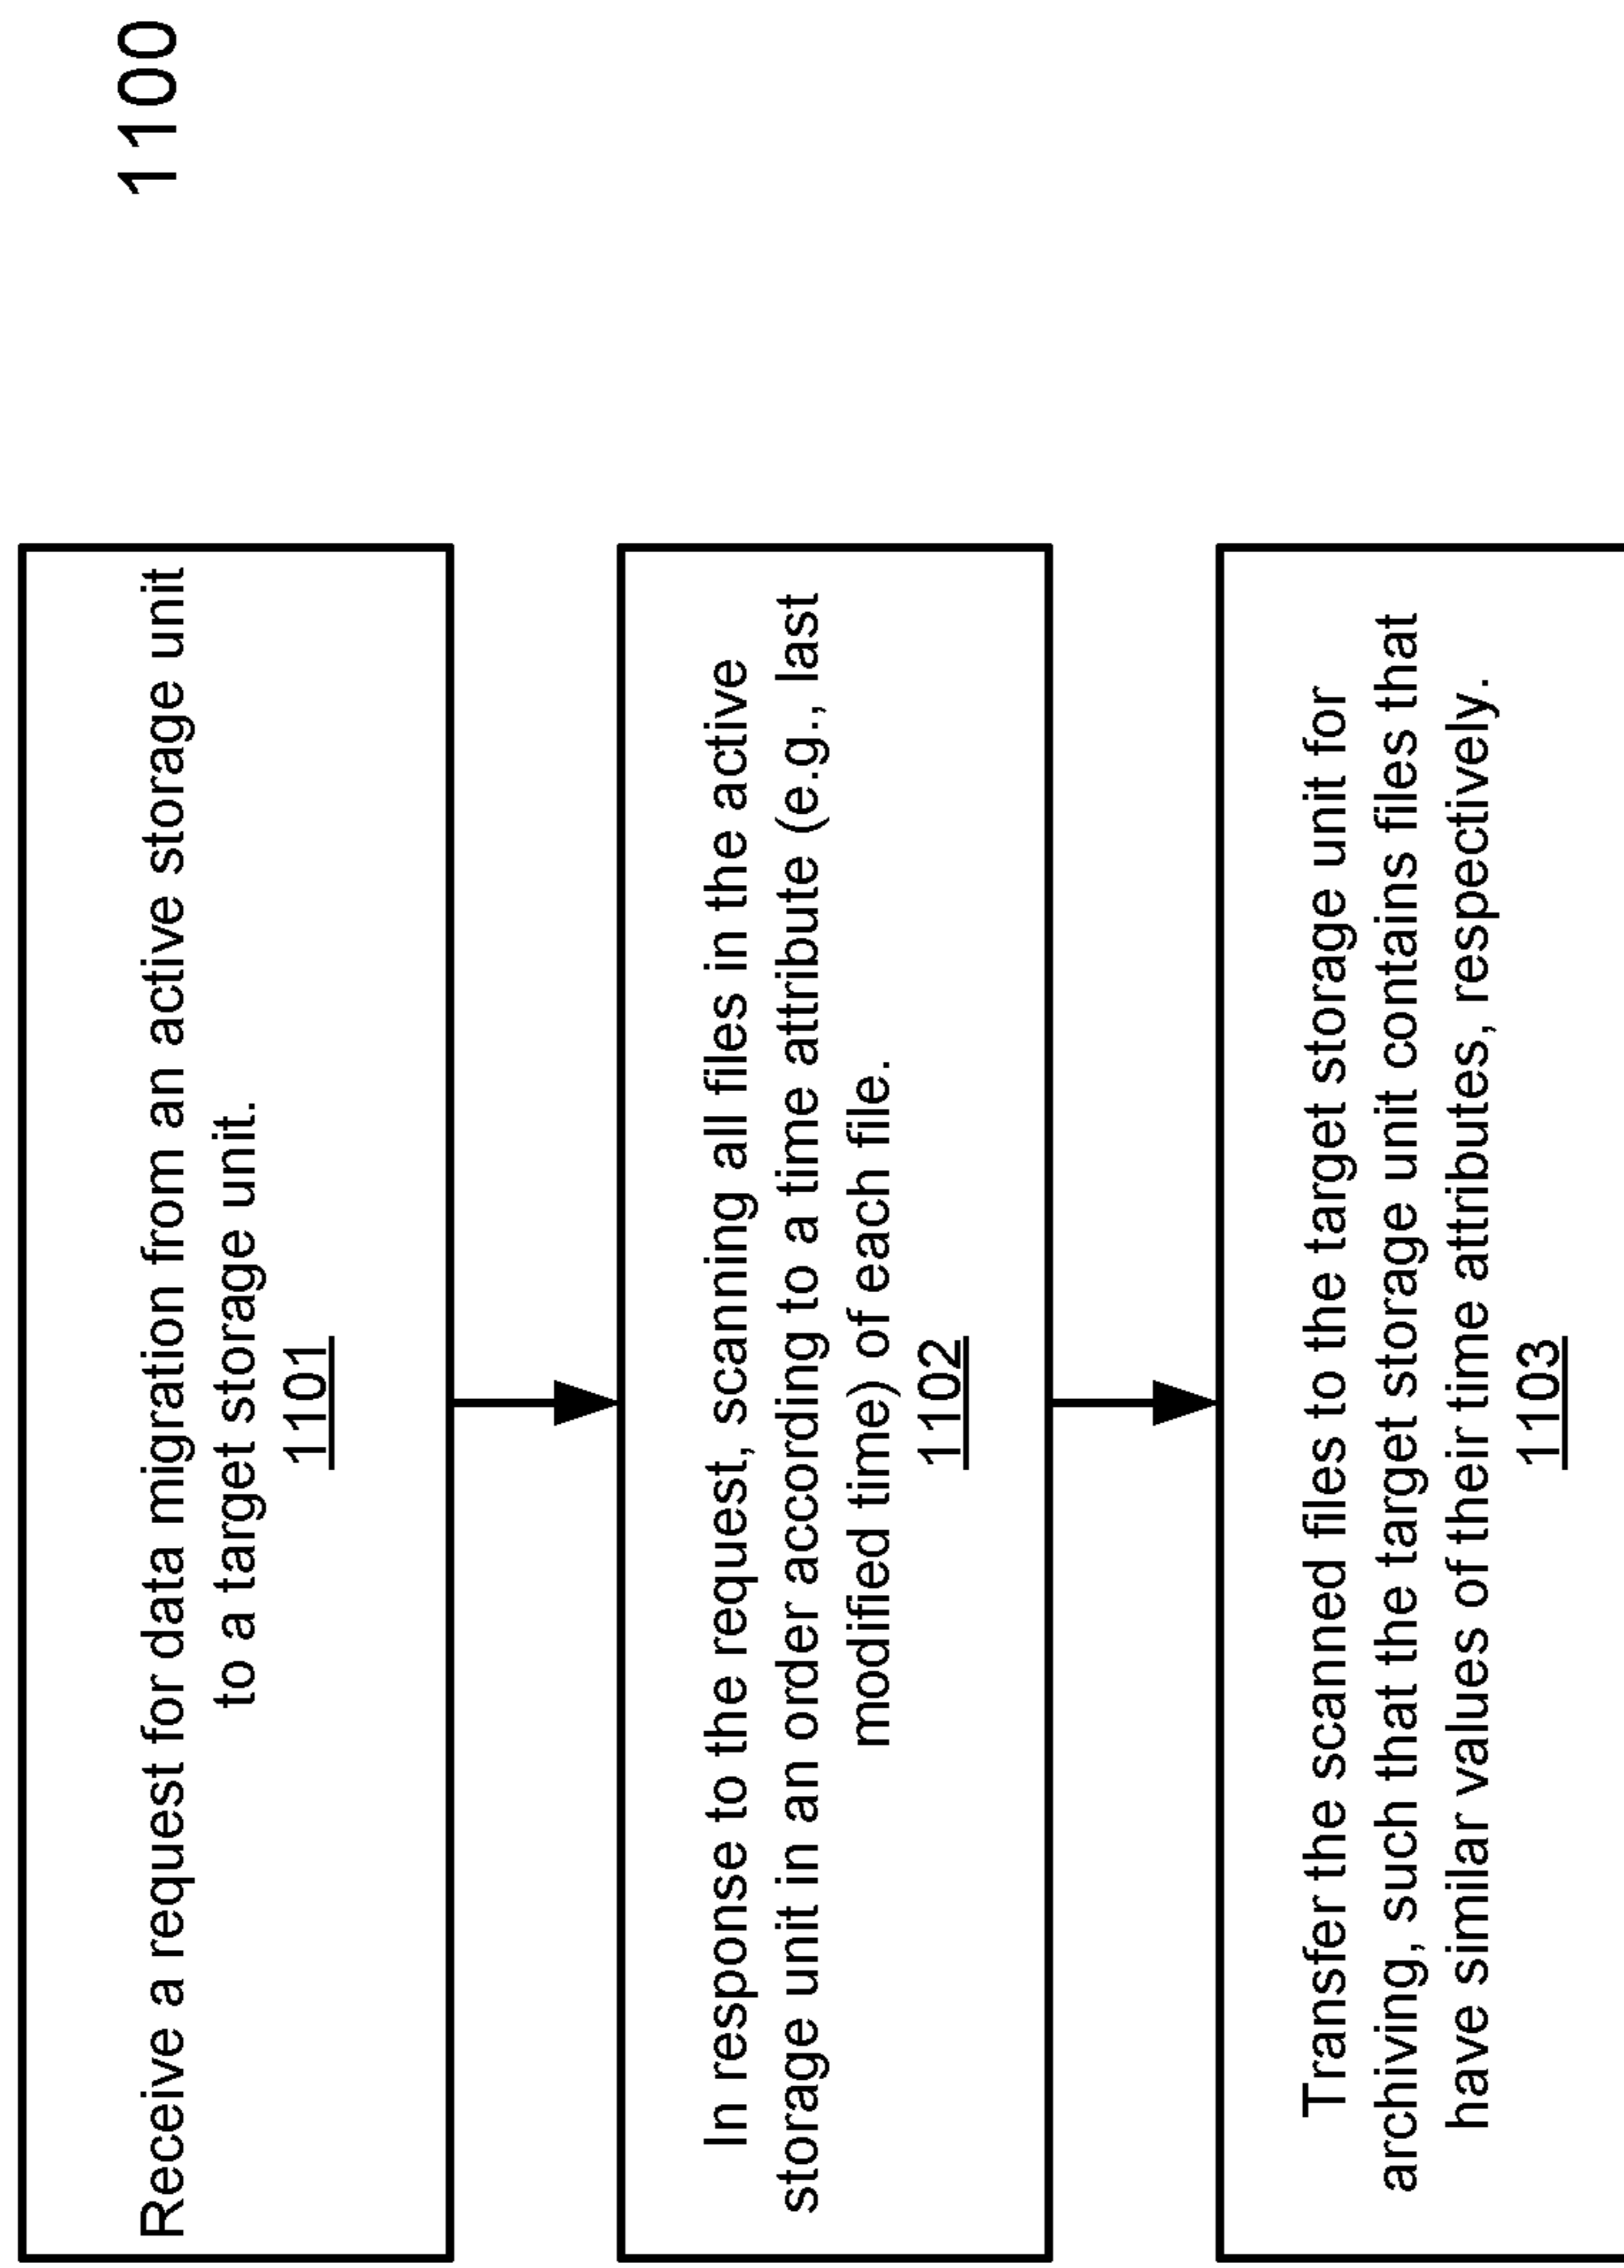 1100
Receive a request for data migration from an active storage unit
to a target storage unit.
1101
In response to the request, scanning all files in the active
storage unit in an order according to a time attribute (e.g., last
modified time) of each file.
1102
Transfer the scanned files to the target storage unit for
archiving, such that the target storage unit contains files that
have similar values of their time attributes, respectively.
1103